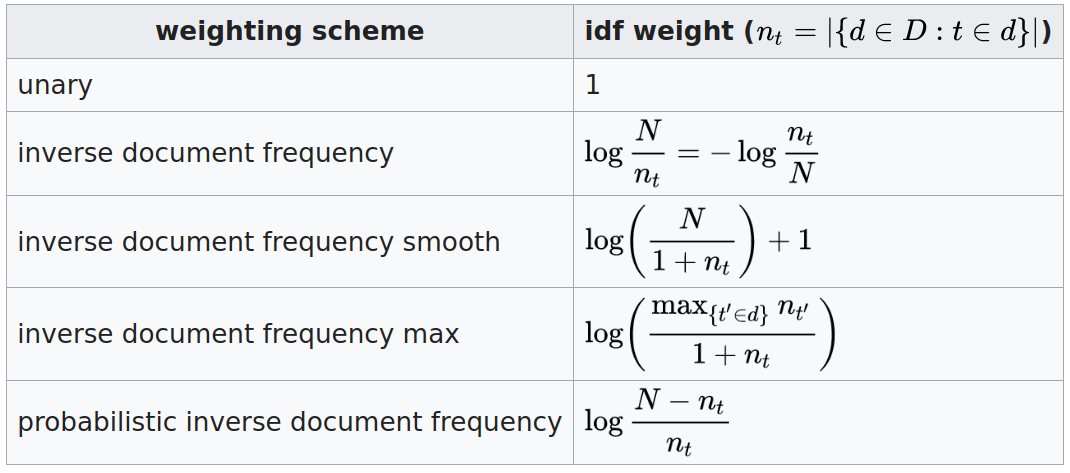 weighting scheme idf weight (n_t = |{d ∈ D : t ∈ d}|)
unary 1
inverse document frequency log N/n_t = − log n_t/N
inverse document frequency smooth log(N/(1 + n_t)) + 1
inverse document frequency max log(max_{t′∈d} n_t′/(1 + n_t))
probabilistic inverse document frequency log (N − n_t)/n_t